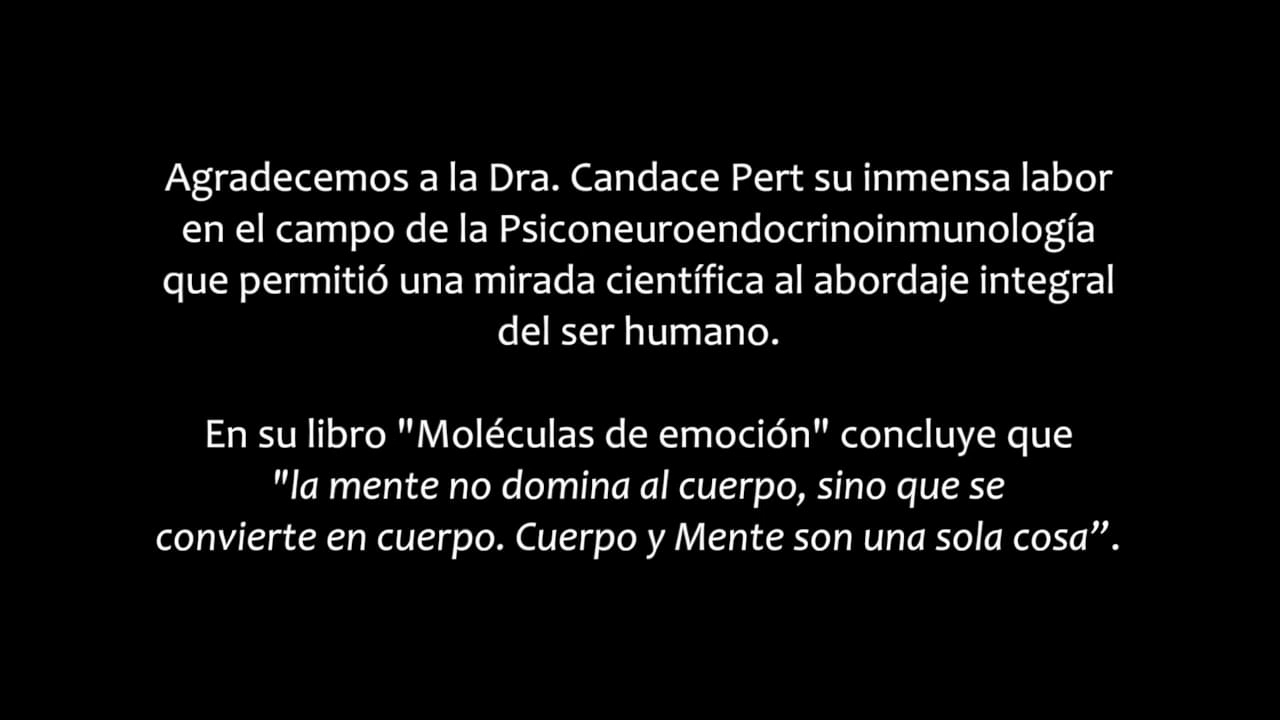 Agradecemos a la Dra. Candace Pert su inmensa labor
en el campo de la Psiconeuroendocrinoinmunología
que permitió una mirada científica al abordaje integral
del ser humano.
En su libro "Moléculas de emoción" concluye que
"la mente no domina al cuerpo, sino que se
convierte en cuerpo. Cuerpo y Mente son una sola cosa”.